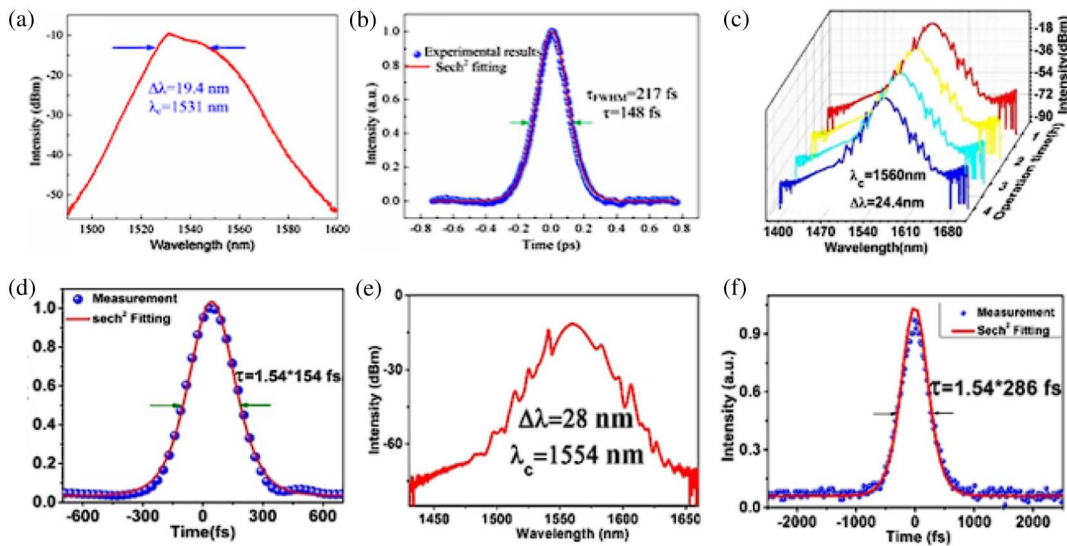 (a)
-10
-20
-30
-40
-50
Intensity (dBm)
Δλ=19.4 nm
λc=1531 nm
1500 1520 1540 1560 1580 1600
Wavelength (nm)
(b)
1.0
0.8
0.6
0.4
0.2
0.0
Intensity (a.u.)
Experimental results
Sech² fitting
τFWHM=217 fs
τ=148 fs
-0.8 -0.6 -0.4 -0.2 0.0 0.2 0.4 0.6 0.8
Time (ps)
(c)
-18
-36
-54
-72
-90
Intensity(dBm)
1
2
3
4
Operation time(h)
λc=1560nm
Δλ=24.4nm
1400 1470 1540 1610 1680
Wavelength(nm)
(d)
1.0
0.8
0.6
0.4
0.2
0.0
Intensity (a.u.)
Measurement
sech² Fitting
τ=1.54*154 fs
-600 -300 0 300 600
Time(fs)
(e)
0
-30
-60
Intensity (dBm)
Δλ=28 nm
λc=1554 nm
1450 1500 1550 1600 1650
Wavelength (nm)
(f)
0.9
0.6
0.3
0.0
Intensity (a.u.)
Measurement
Sech² Fitting
τ=1.54*286 fs
-2000 -1000 0 1000 2000
Time (fs)